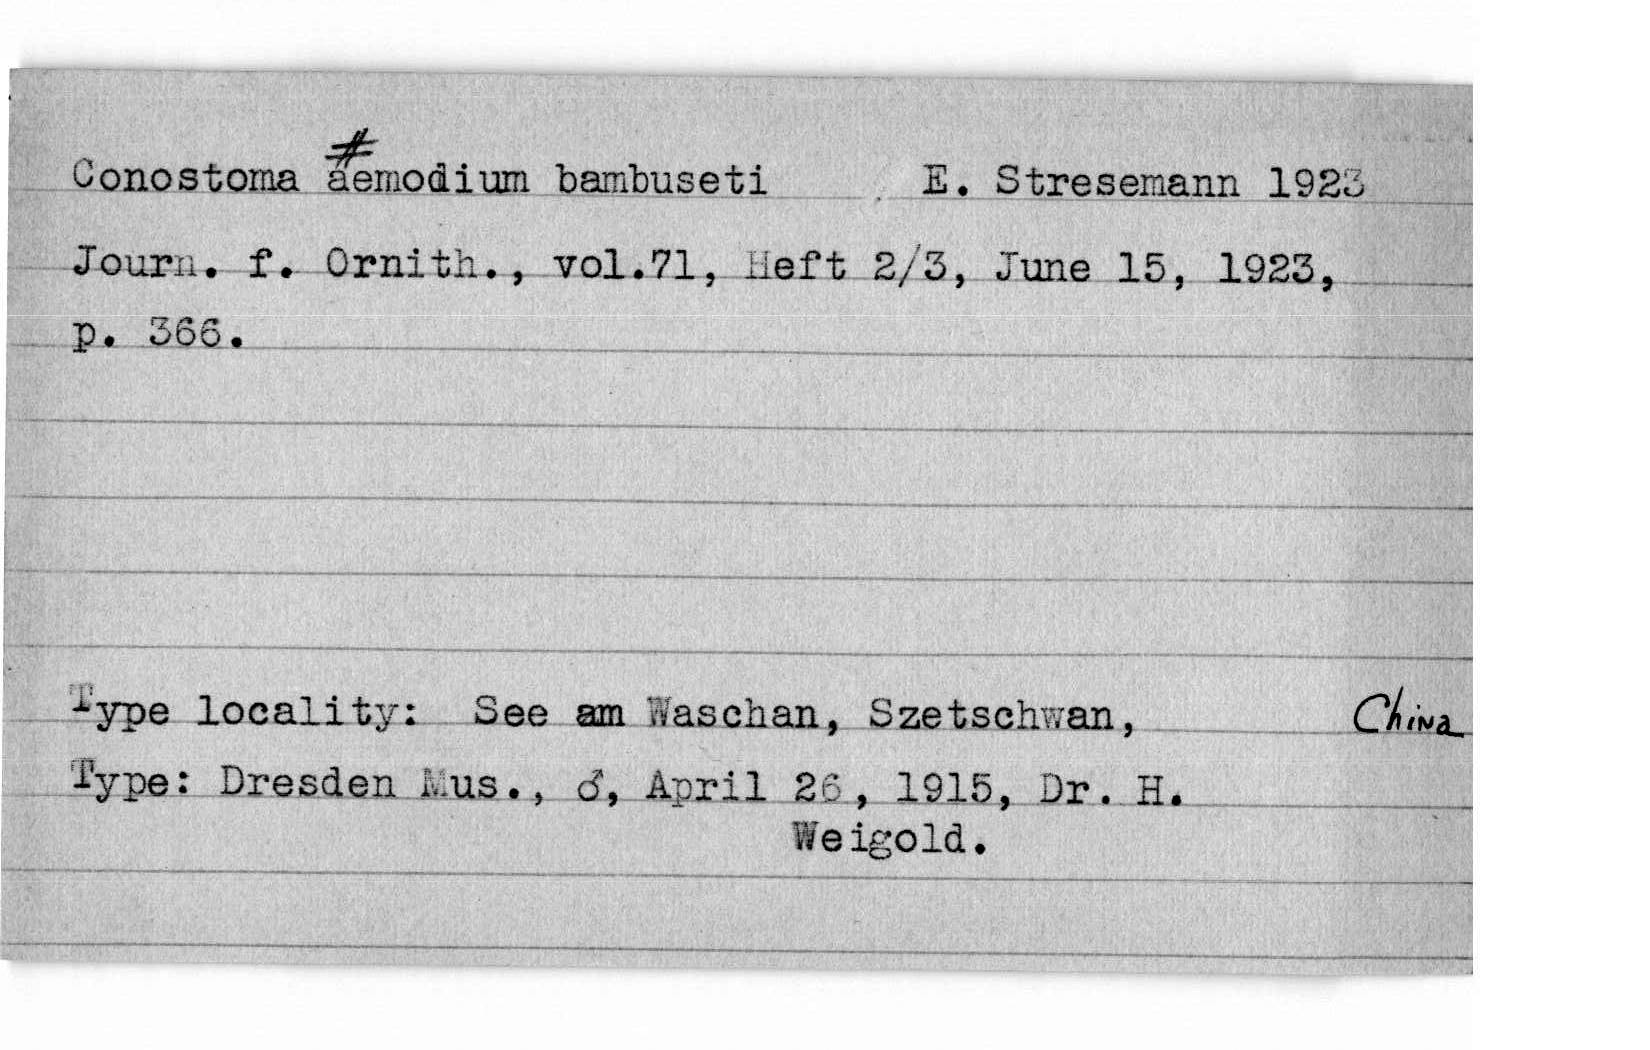 Conostoma aemodium bambuseti E. Stresemann 1923
Journ. f. Ornith., vol.71, Heft 2/3, June 15, 1923,
p. 366.
Type locality: See am Waschan, Szetschwan, China
Type: Dresden Mus., ♂, April 26, 1915, Dr. H.
Weigold.